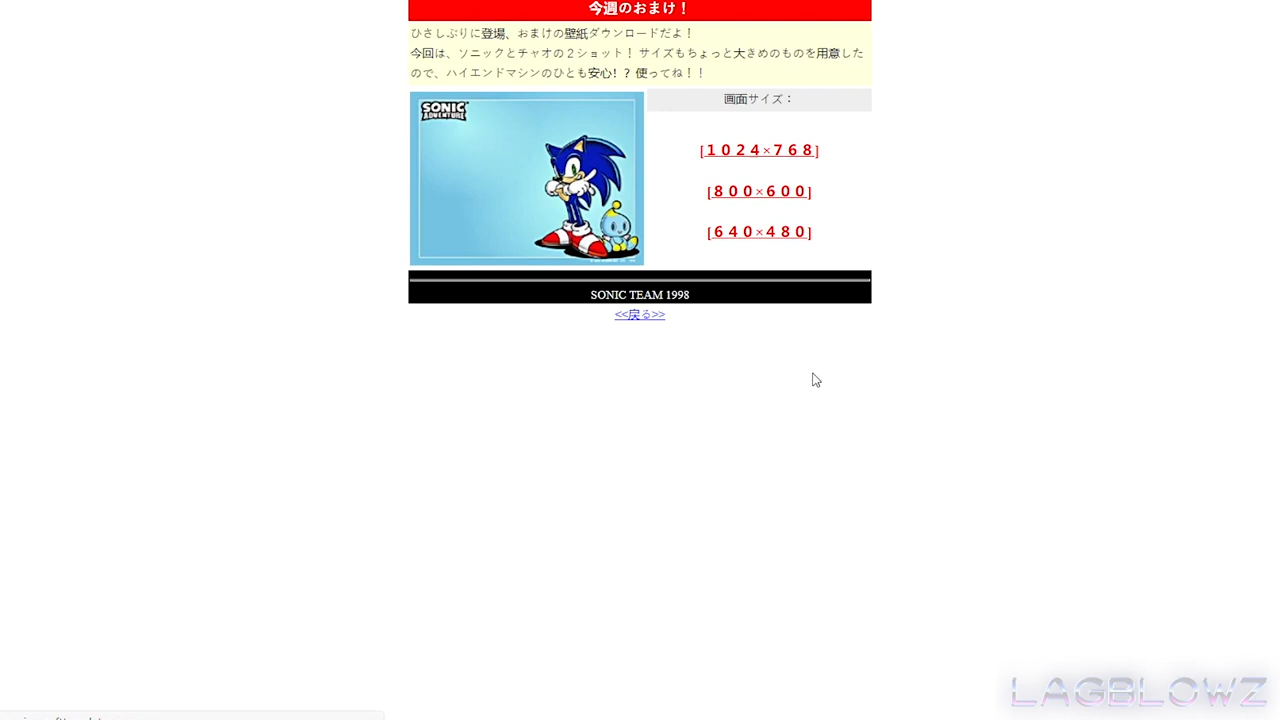 今週のおまけ！
ひさしぶりに登場、おまけの壁紙ダウンロードだよ！
今回は、ソニックとチャオの２ショット！ サイズもちょっと大きめのものを用意した
ので、ハイエンドマシンのひとも安心！？ 使ってね！！
SONIC
ADVENTURE
画面サイズ：
[１０２４×７６８]
[８００×６００]
[６４０×４８０]
SONIC TEAM 1998
<<戻る>>
LAGBLOWZ